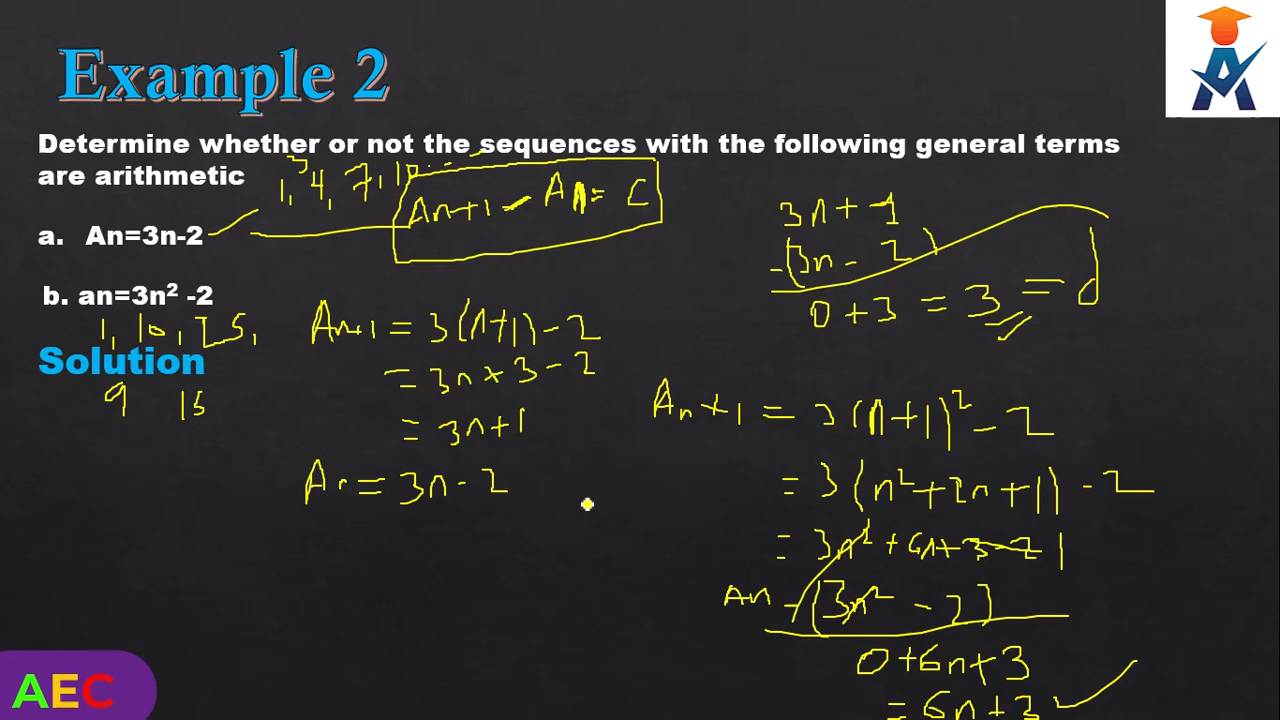 Example 2
Determine whether or not the sequences with the following general terms
are arithmetic
3
1, 4, 7, 10 . . -
An+1 - An = C
a. An=3n-2
b. an=3n² -2
1, 10, 25,
Solution
9 15
An+1 = 3(n+1) - 2
= 3n + 3 - 2
= 3n+1
An = 3n - 2
3n + 1
-(3n - 2)
0 + 3 = 3 = d
An+1 = 3(n+1)² - 2
= 3(n²+2n+1) - 2
= 3n² + 6n + 3 - 2 1
An -(3n² - 2)
0 + 6n + 3
= 6n + 3
AEC